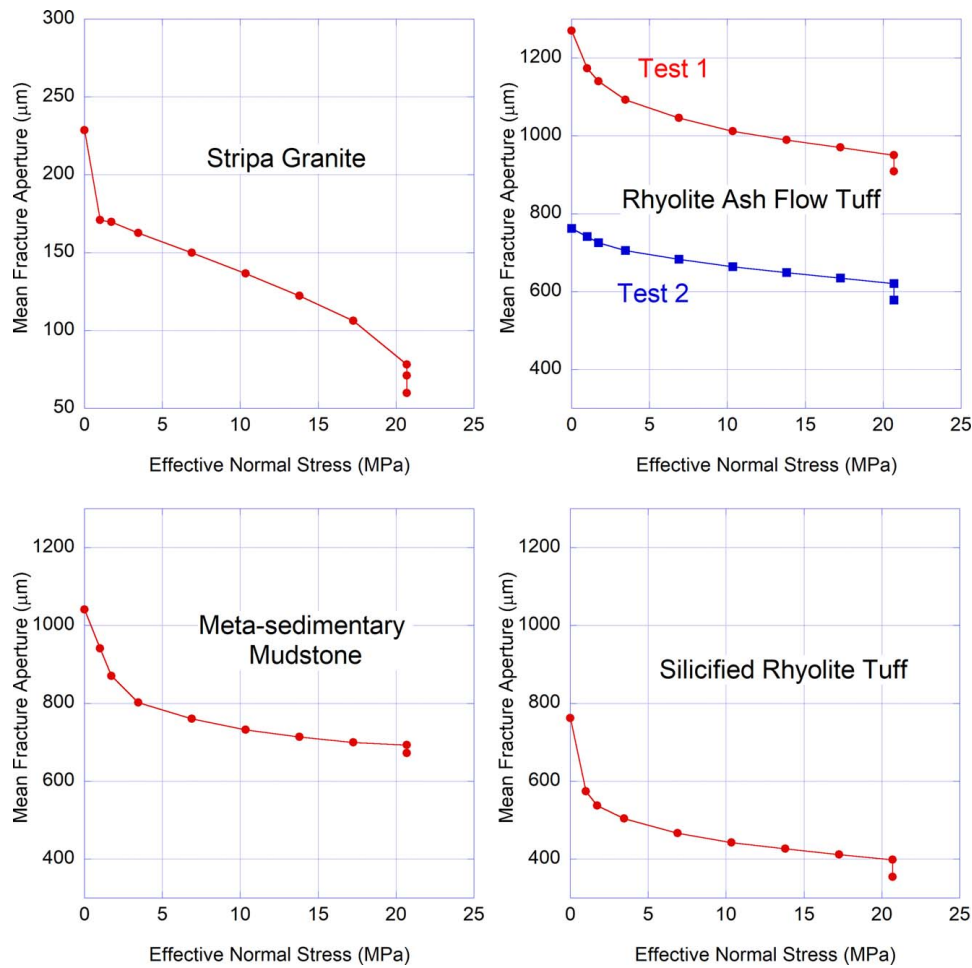 Mean Fracture Aperture (μm)
300
250
200
150
100
50
Stripa Granite
0 5 10 15 20 25
Effective Normal Stress (MPa)
Mean Fracture Aperture (μm)
1200
1000
800
600
400
Test 1
Rhyolite Ash Flow Tuff
Test 2
0 5 10 15 20 25
Effective Normal Stress (MPa)
Mean Fracture Aperture (μm)
1200
1000
800
600
400
Meta-sedimentary
Mudstone
0 5 10 15 20 25
Effective Normal Stress (MPa)
Mean Fracture Aperture (μm)
1200
1000
800
600
400
Silicified Rhyolite Tuff
0 5 10 15 20 25
Effective Normal Stress (MPa)